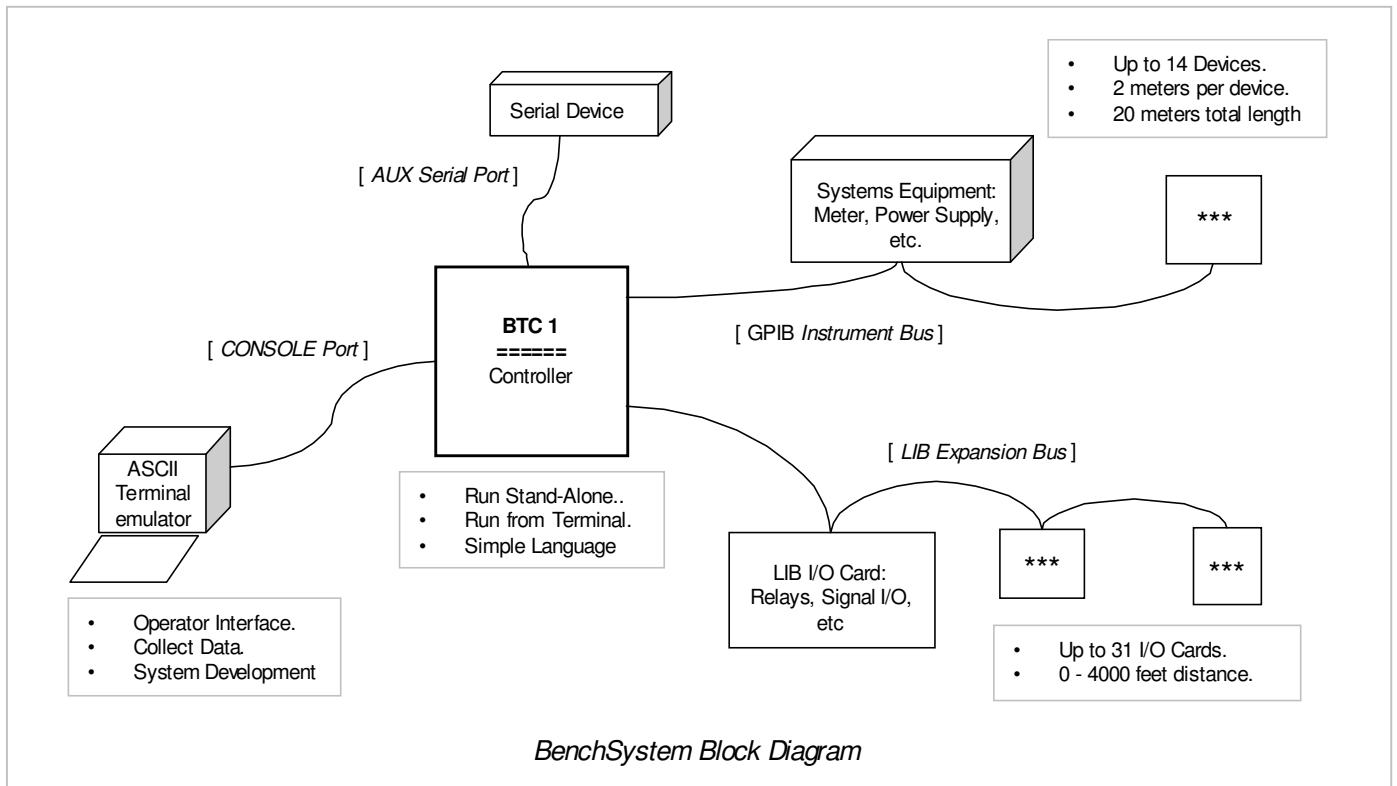 • Up to 14 Devices.
• 2 meters per device.
• 20 meters total length
Serial Device
[ AUX Serial Port ]
Systems Equipment:
Meter, Power Supply,
etc.
***
BTC 1
======
Controller
[ GPIB Instrument Bus ]
[ CONSOLE Port ]
ASCII
Terminal
emulator
[ LIB Expansion Bus ]
• Run Stand-Alone..
• Run from Terminal.
• Simple Language
LIB I/O Card:
Relays, Signal I/O,
etc
***
***
• Operator Interface.
• Collect Data.
• System Development
• Up to 31 I/O Cards.
• 0 - 4000 feet distance.
BenchSystem Block Diagram